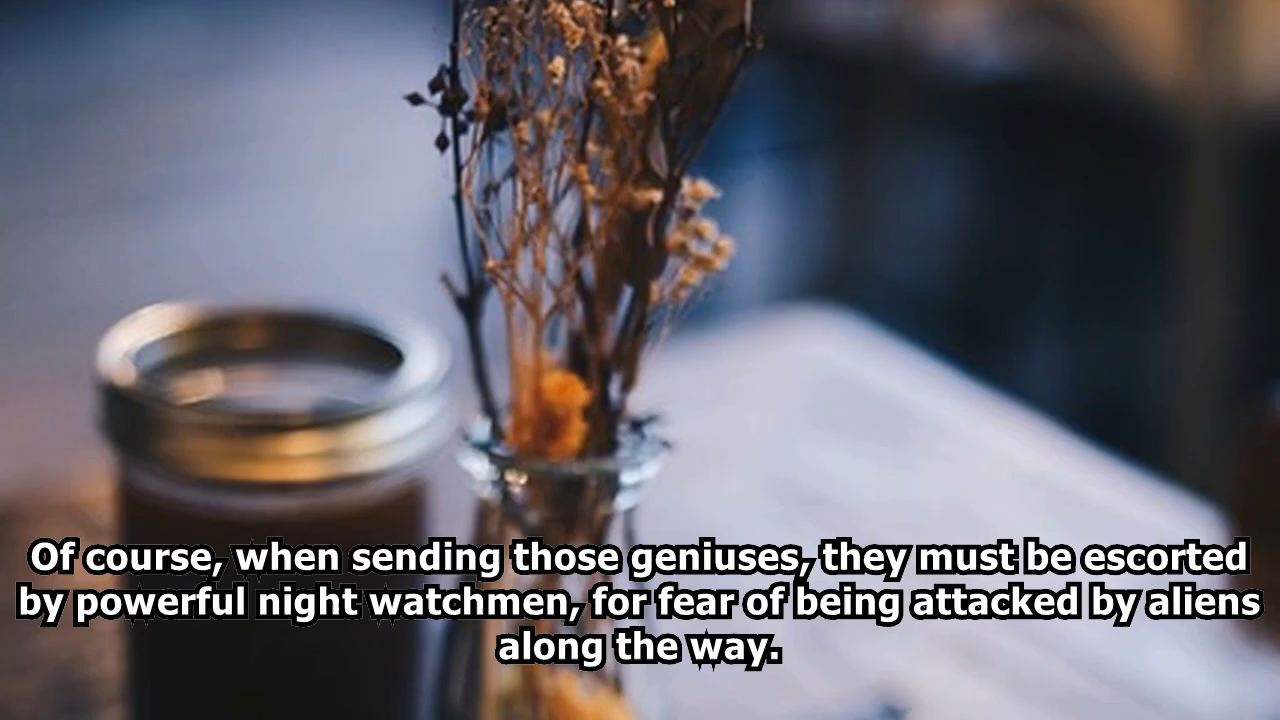 Of course, when sending those geniuses, they must be escorted
by powerful night watchmen, for fear of being attacked by aliens
along the way.